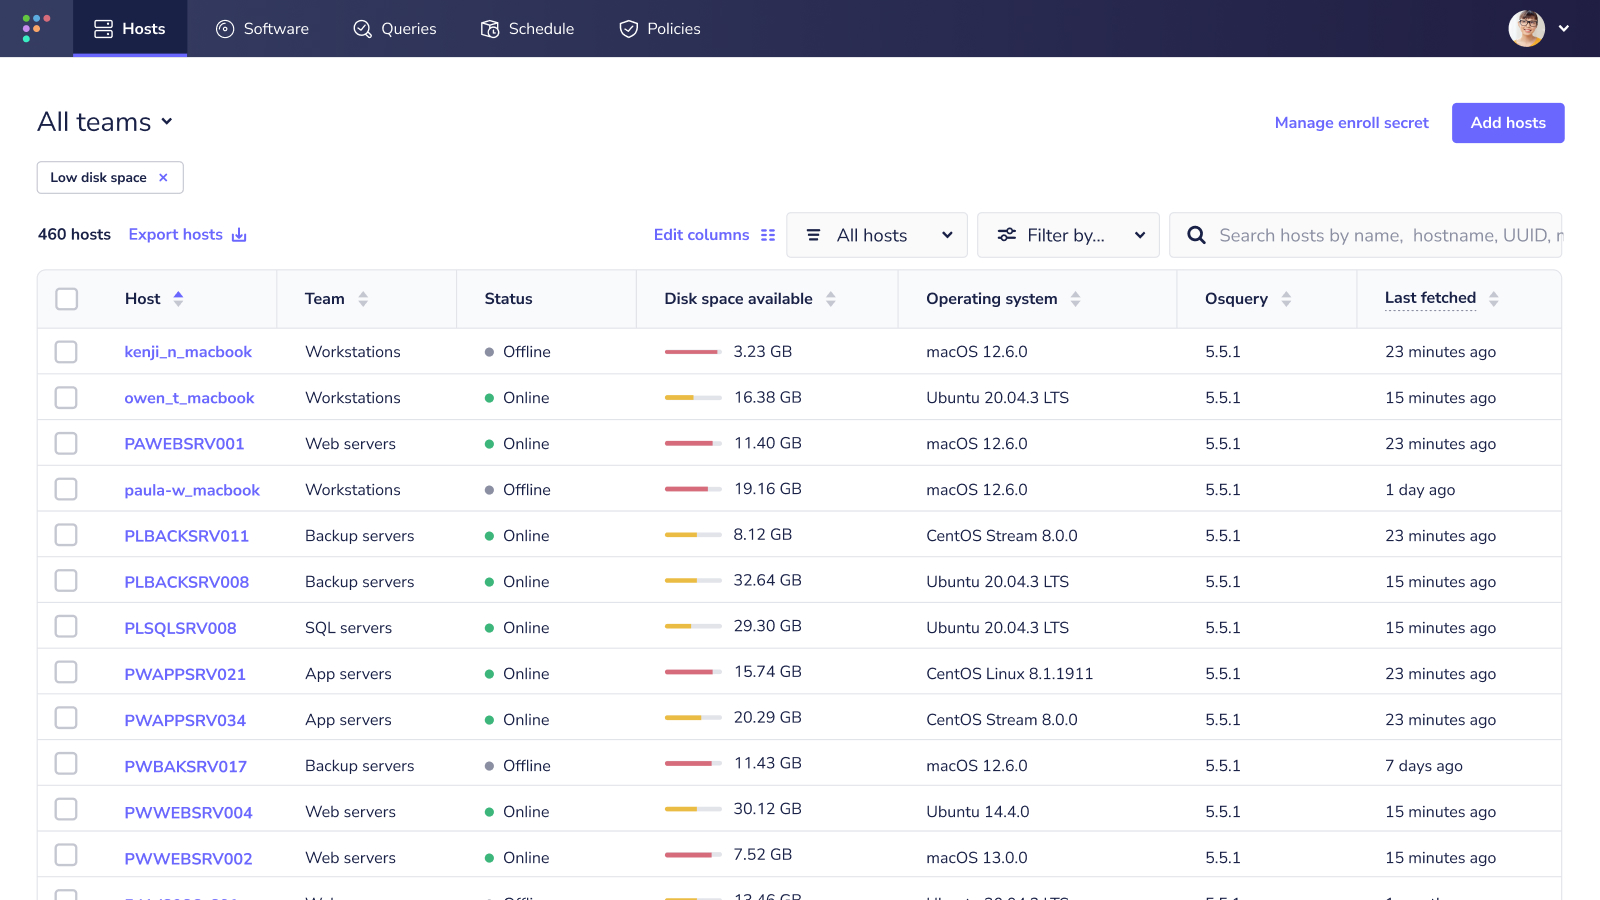 Hosts Software Queries Schedule Policies
All teams
Manage enroll secret Add hosts
Low disk space
460 hosts Export hosts Edit columns All hosts Filter by... Search hosts by name, hostname, UUID,
Host Team Status Disk space available Operating system Osquery Last fetched
kenji_n_macbook Workstations Offline 3.23 GB macOS 12.6.0 5.5.1 23 minutes ago
owen_t_macbook Workstations Online 16.38 GB Ubuntu 20.04.3 LTS 5.5.1 15 minutes ago
PAWEBSRV001 Web servers Online 11.40 GB macOS 12.6.0 5.5.1 23 minutes ago
paula-w_macbook Workstations Offline 19.16 GB macOS 12.6.0 5.5.1 1 day ago
PLBACKSRV011 Backup servers Online 8.12 GB CentOS Stream 8.0.0 5.5.1 23 minutes ago
PLBACKSRV008 Backup servers Online 32.64 GB Ubuntu 20.04.3 LTS 5.5.1 15 minutes ago
PLSQLSRV008 SQL servers Online 29.30 GB Ubuntu 20.04.3 LTS 5.5.1 15 minutes ago
PWAPPSRV021 App servers Online 15.74 GB CentOS Linux 8.1.1911 5.5.1 23 minutes ago
PWAPPSRV034 App servers Online 20.29 GB CentOS Stream 8.0.0 5.5.1 23 minutes ago
PWBAKSRV017 Backup servers Offline 11.43 GB macOS 12.6.0 5.5.1 7 days ago
PWWEBSRV004 Web servers Online 30.12 GB Ubuntu 14.4.0 5.5.1 15 minutes ago
PWWEBSRV002 Web servers Online 7.52 GB macOS 13.0.0 5.5.1 15 minutes ago